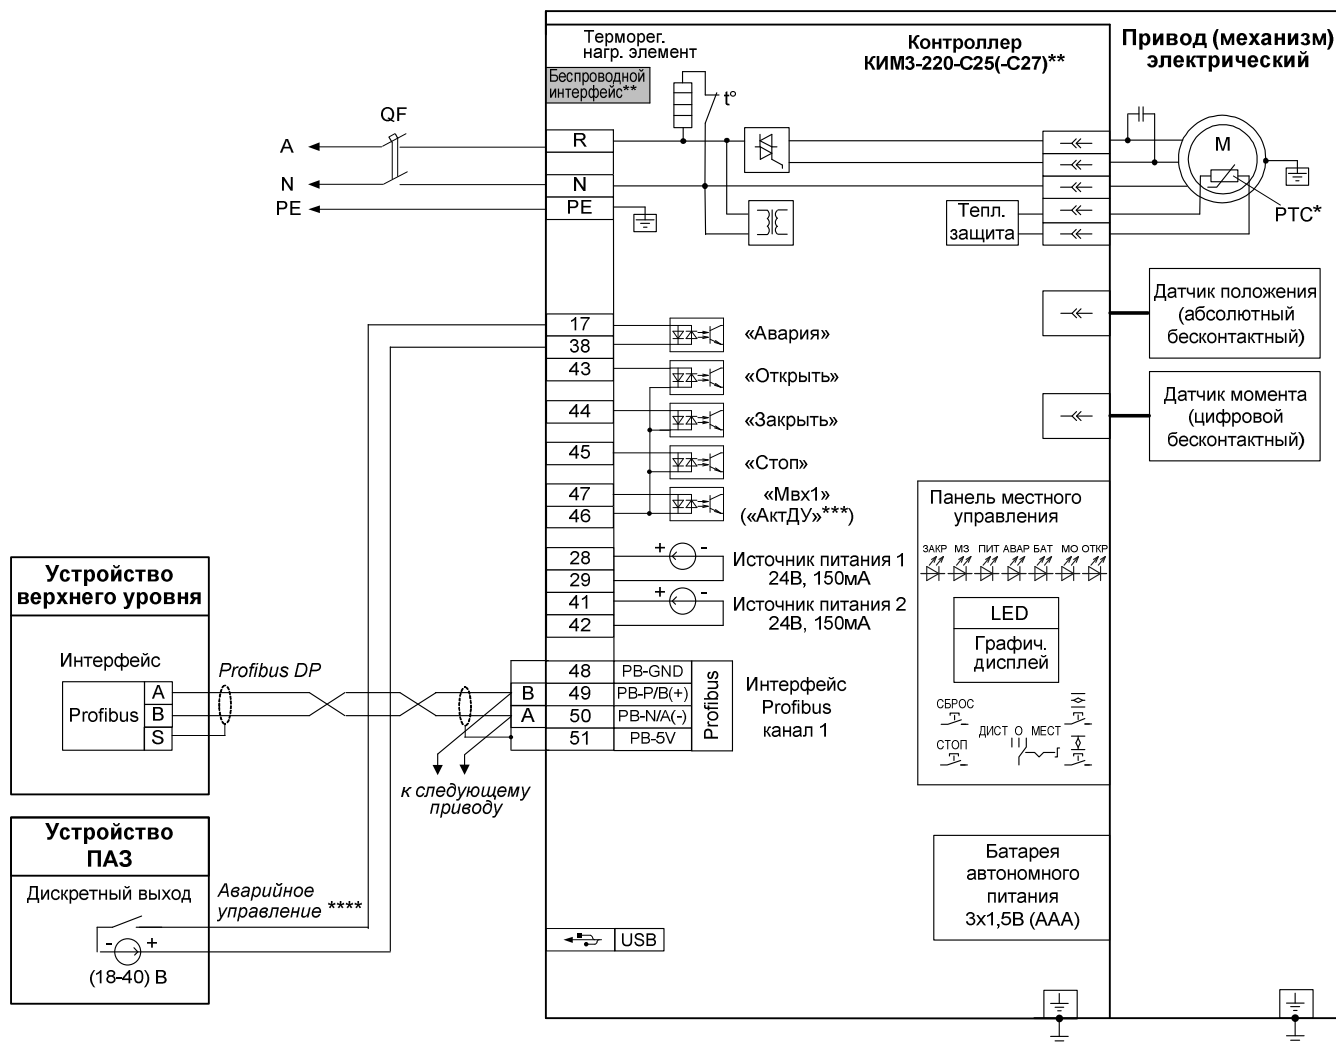 Терморег.
нагр. элемент
Беспроводной
интерфейс**
Контроллер
КИМ3-220-С25(-С27)**
Привод (механизм)
электрический
t°
QF
A
N
PE
R
N
PE
M
PTC*
Тепл.
защита
Датчик положения
(абсолютный
бесконтактный)
Датчик момента
(цифровой
бесконтактный)
17
38
43
44
45
47
46
28
29
41
42
«Авария»
«Открыть»
«Закрыть»
«Стоп»
«Мвх1»
(«АктДУ»***)
+ -
Источник питания 1
24В, 150мА
+ -
Источник питания 2
24В, 150мА
Панель местного
управления
ЗАКР МЗ ПИТ АВАР БАТ МО ОТКР
LED
Графич.
дисплей
СБРОС
СТОП
ДИСТ О МЕСТ
Устройство
верхнего уровня
Интерфейс
Profibus
A
B
S
Profibus DP
B
A
48 PB-GND
49 PB-P/B(+)
50 PB-N/A(-)
51 PB-5V
Profibus
Интерфейс
Profibus
канал 1
к следующему
приводу
Устройство
ПАЗ
Дискретный выход
- +
(18-40) В
Аварийное
управление ****
USB
Батарея
автономного
питания
3х1,5В (ААА)